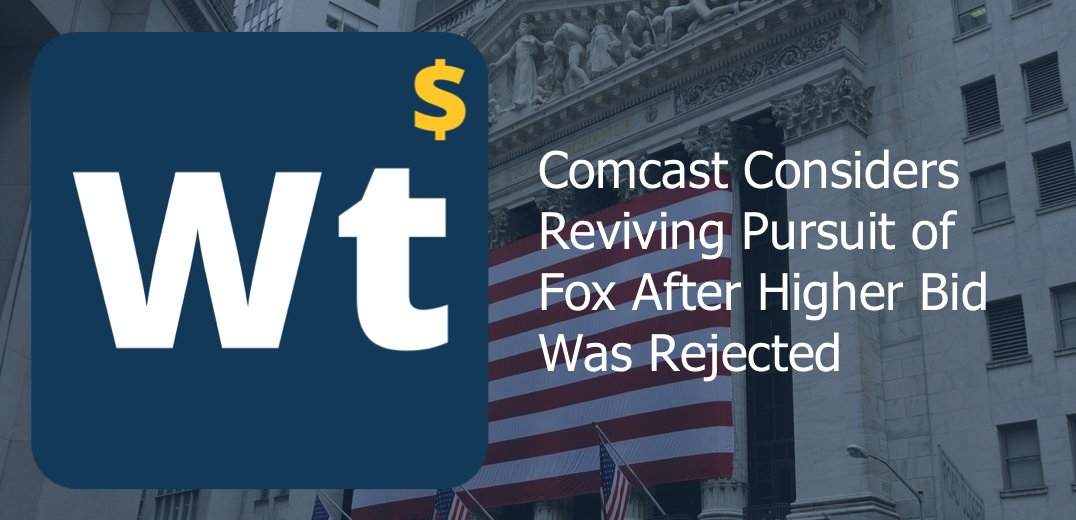 $
Wt
Comcast Considers
Reviving Pursuit of
Fox After Higher Bid
Was Rejected